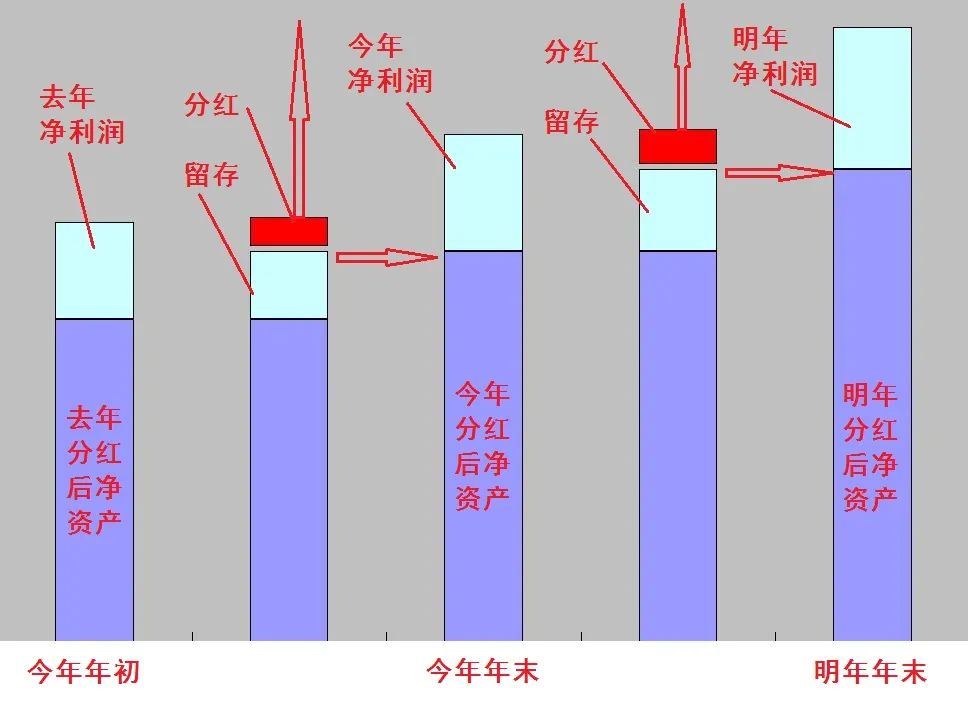 去年
净利润
分红
留存
今年
净利润
分红
留存
明年
净利润
去年
分红
后净
资产
今年
分红
后净
资产
明年
分红
后净
资产
今年年初
今年年末
明年年末